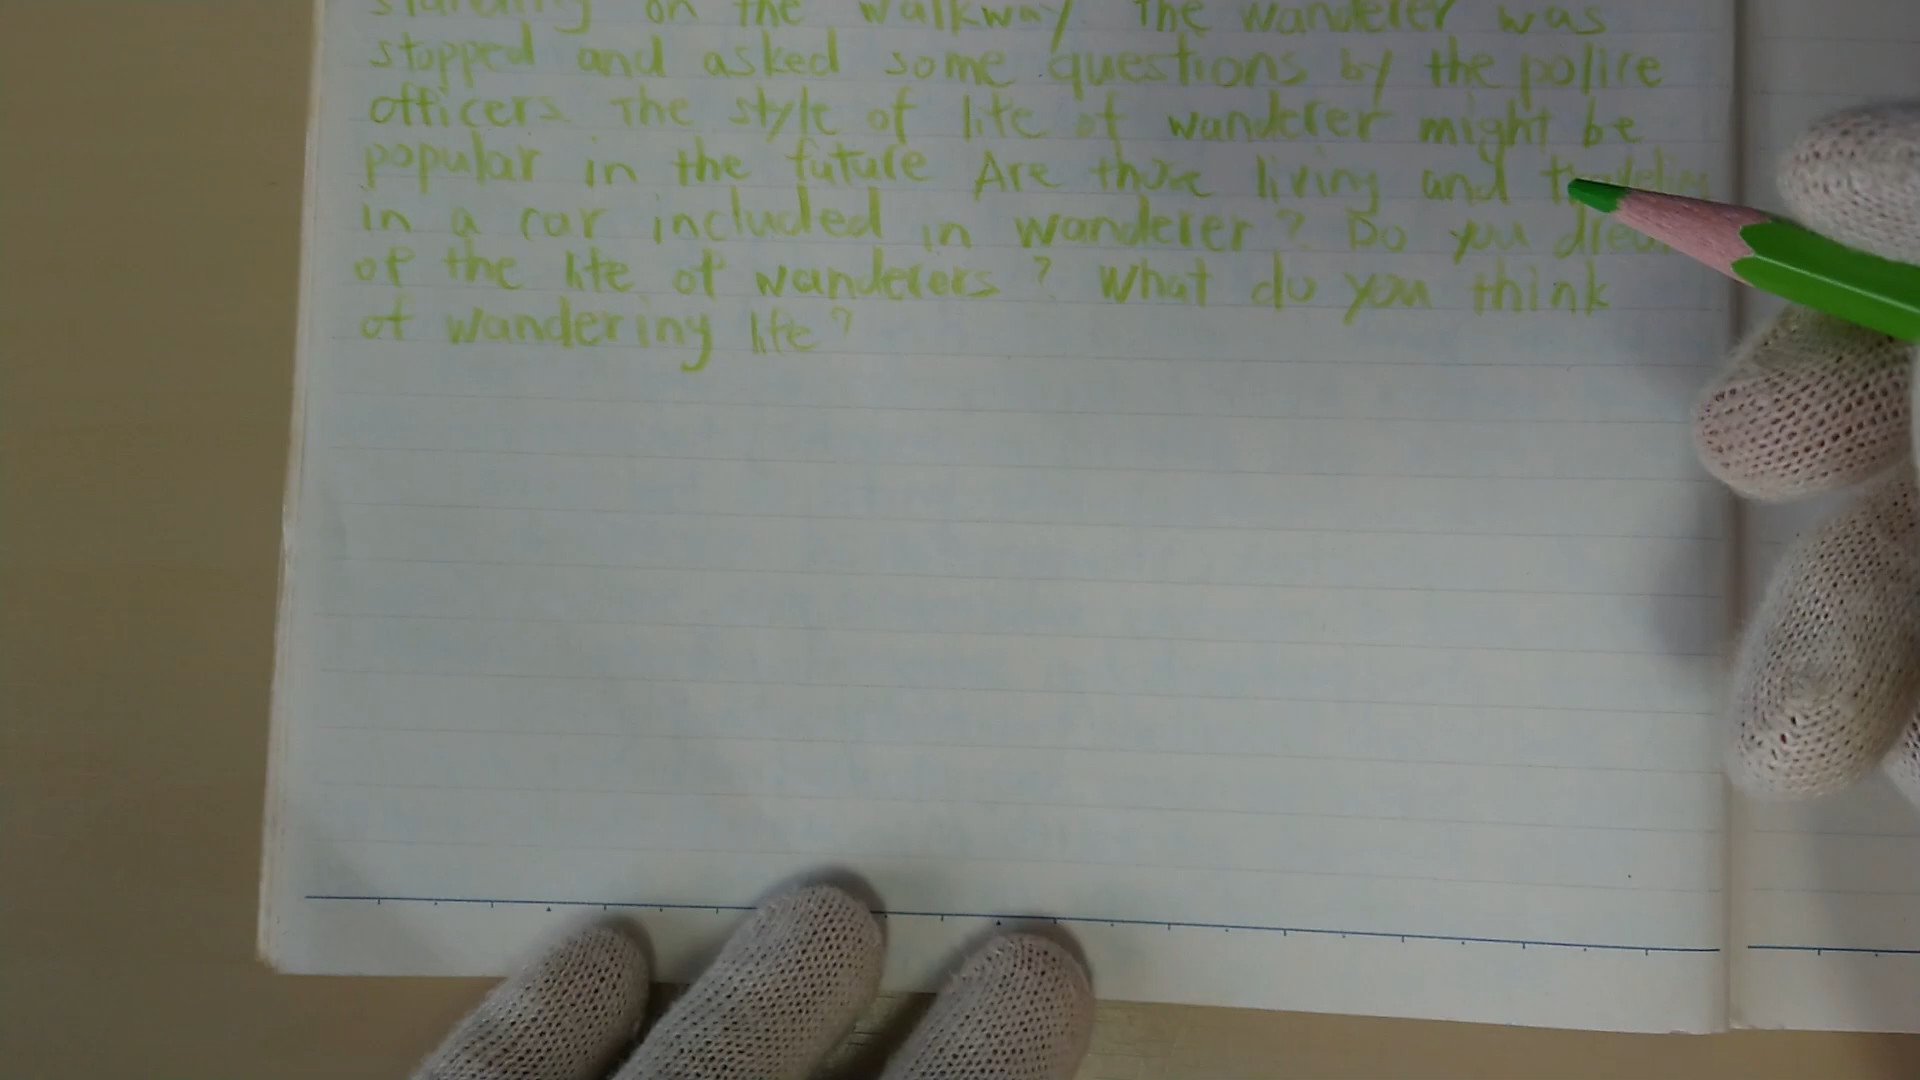 standing on the walkway. The wanderer was
stopped and asked some questions by the police
officers. The style of life of wanderer might be
popular in the future Are those living and traveling
in a car included in wanderer? Do you
of the life of wanderers? What do you think
of wandering life?